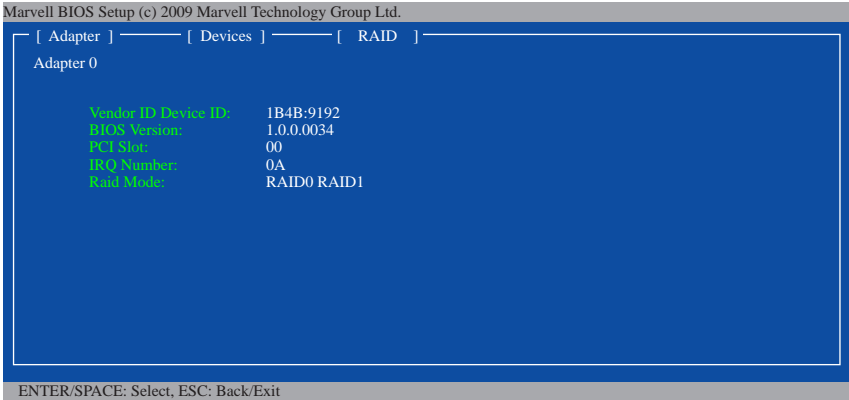 Marvell BIOS Setup (c) 2009 Marvell Technology Group Ltd.
[ Adapter ] [ Devices ] [ RAID ]
Adapter 0
Vendor ID Device ID: 1B4B:9192
BIOS Version: 1.0.0.0034
PCI Slot: 00
IRQ Number: 0A
Raid Mode: RAID0 RAID1
ENTER/SPACE: Select, ESC: Back/Exit